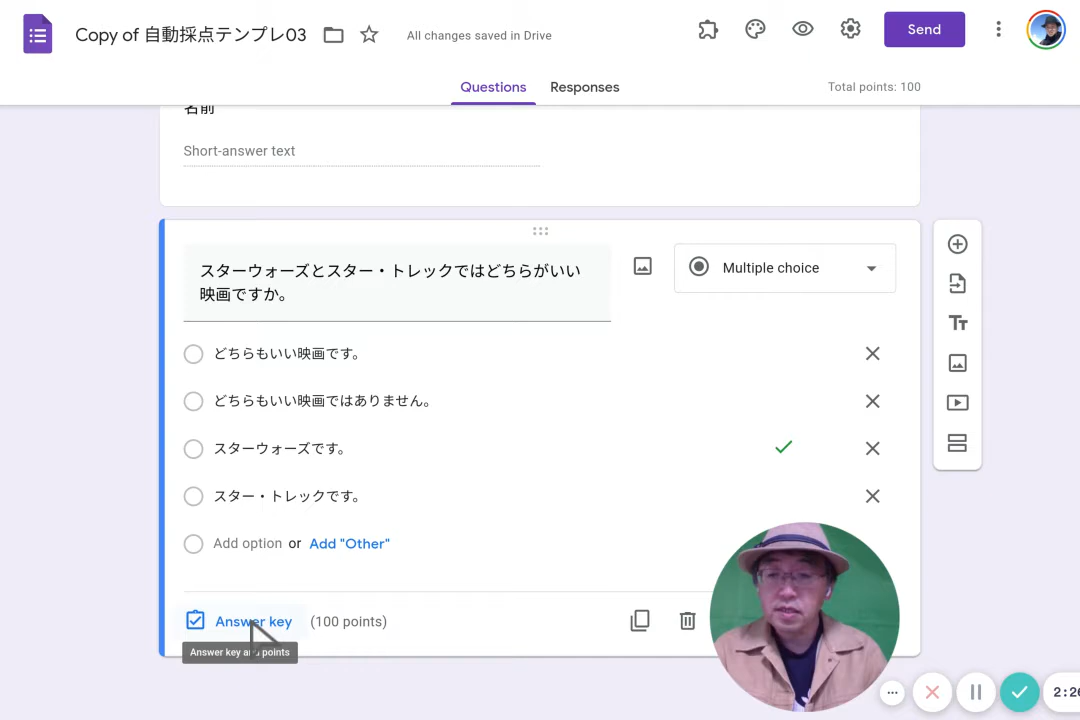 Copy of 自動採点テンプレ03
All changes saved in Drive
Send
Questions
Responses
Total points: 100
名前
Short-answer text
スターウォーズとスター・トレックではどちらがいい
映画ですか。
Multiple choice
どちらもいい映画です。
どちらもいい映画ではありません。
スターウォーズです。
スター・トレックです。
Add option or Add "Other"
Answer key (100 points)
Answer key and points